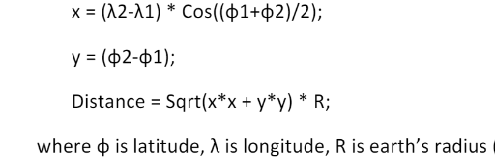 x = (λ2-λ1) * Cos((ϕ1+ϕ2)/2);
y = (ϕ2-ϕ1);
Distance = Sqrt(x*x + y*y) * R;
where ϕ is latitude, λ is longitude, R is earth's radius (